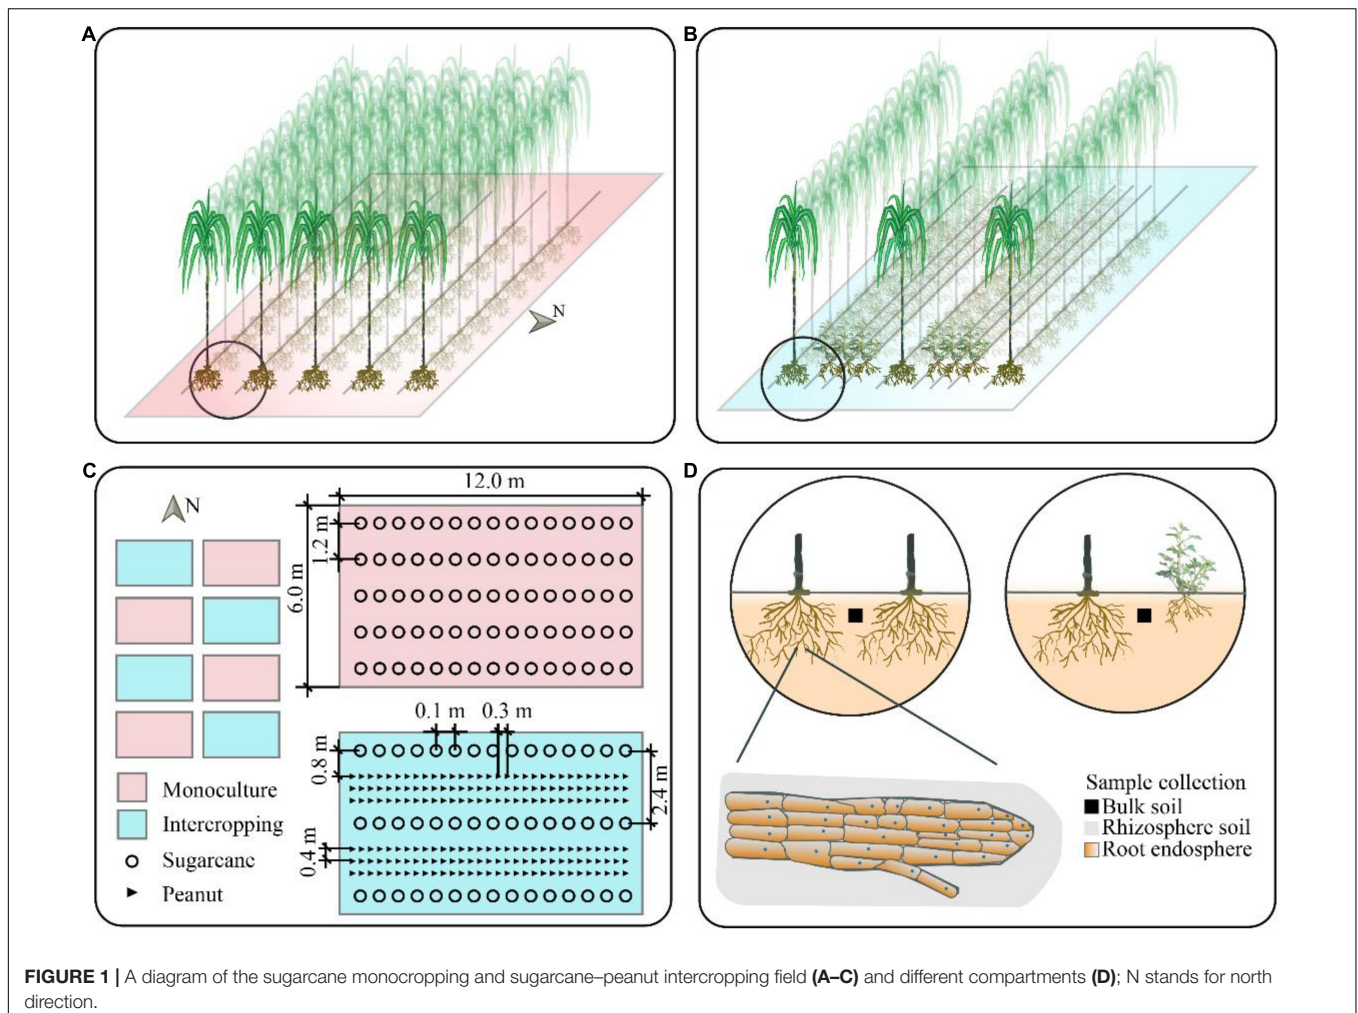 A
B
N
C
D
N
12.0 m
1.2 m
6.0 m
0.1 m
0.3 m
0.8 m
2.4 m
0.4 m
Monoculture
Intercropping
Sugarcane
Peanut
Sample collection
Bulk soil
Rhizosphere soil
Root endosphere
FIGURE 1 | A diagram of the sugarcane monocropping and sugarcane–peanut intercropping field (A–C) and different compartments (D); N stands for north
direction.